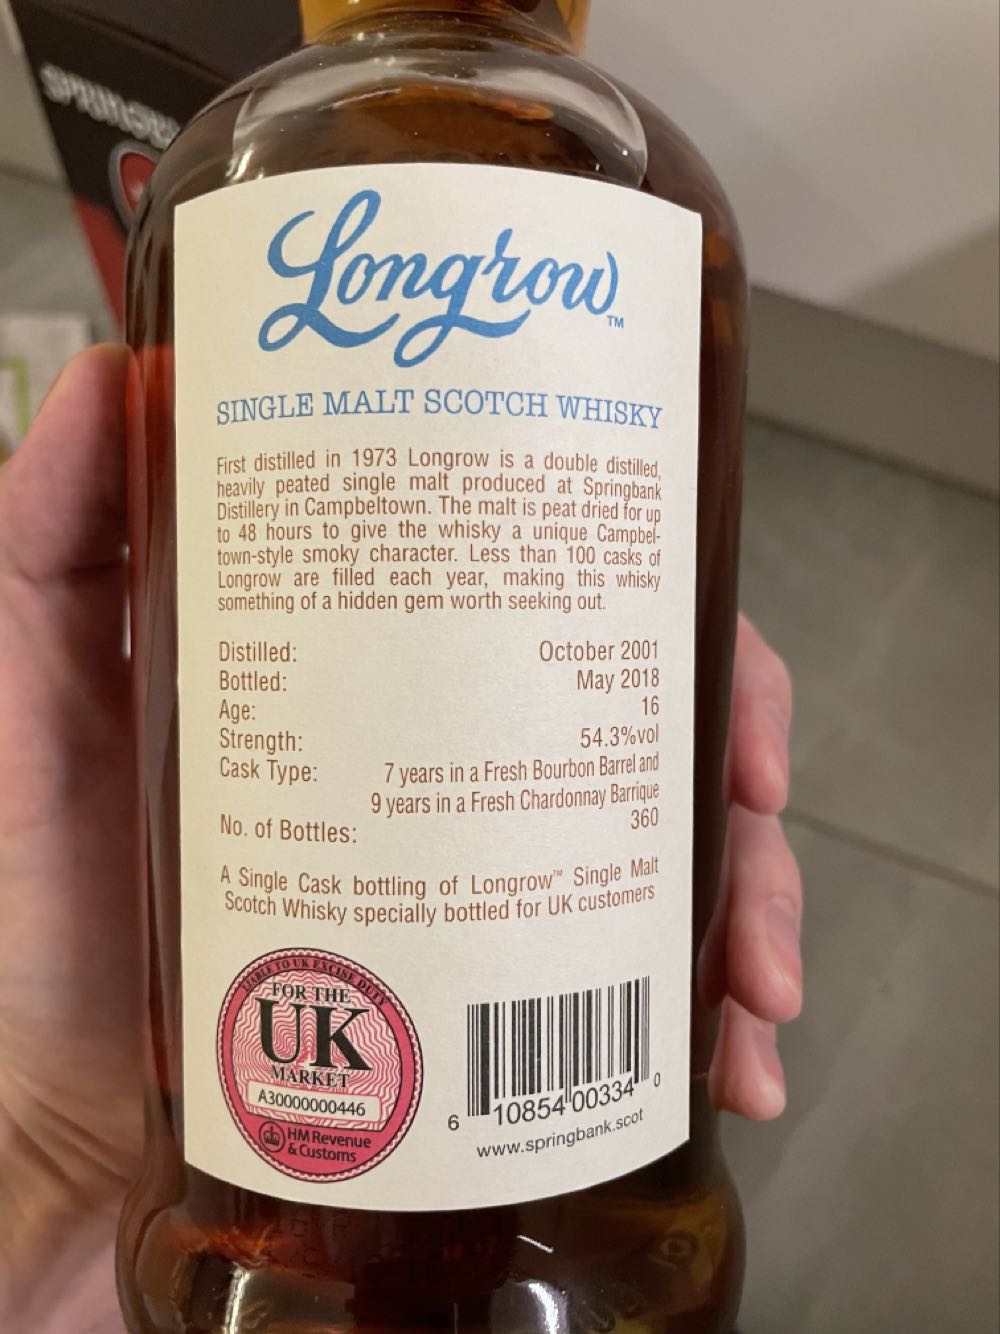 Longrow™
SINGLE MALT SCOTCH WHISKY
First distilled in 1973 Longrow is a double distilled,
heavily peated single malt produced at Springbank
Distillery in Campbeltown. The malt is peat dried for up
to 48 hours to give the whisky a unique Campbel-
town-style smoky character. Less than 100 casks of
Longrow are filled each year, making this whisky
something of a hidden gem worth seeking out.
Distilled: October 2001
Bottled: May 2018
Age: 16
Strength: 54.3%vol
Cask Type: 7 years in a Fresh Bourbon Barrel and
9 years in a Fresh Chardonnay Barrique
No. of Bottles: 360
A Single Cask bottling of Longrow™ Single Malt
Scotch Whisky specially bottled for UK customers
LIABLE TO UK EXCISE DUTY
FOR THE
UK
MARKET
A30000000446
HM Revenue
& Customs
6 10854 00334 0
www.springbank.scot